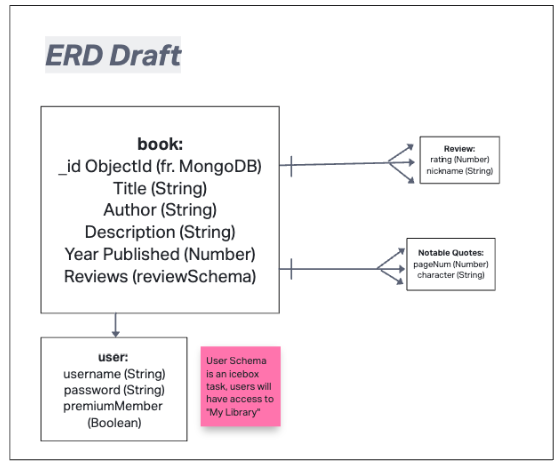 ERD Draft
book:
_id ObjectId (fr. MongoDB)
Title (String)
Author (String)
Description (String)
Year Published (Number)
Reviews (reviewSchema)
Review:
rating (Number)
nickname (String)
Notable Quotes:
pageNum (Number)
character (String)
user:
username (String)
password (String)
premiumMember
(Boolean)
User Schema
is an icebox
task, users will
have access to
"My Library"